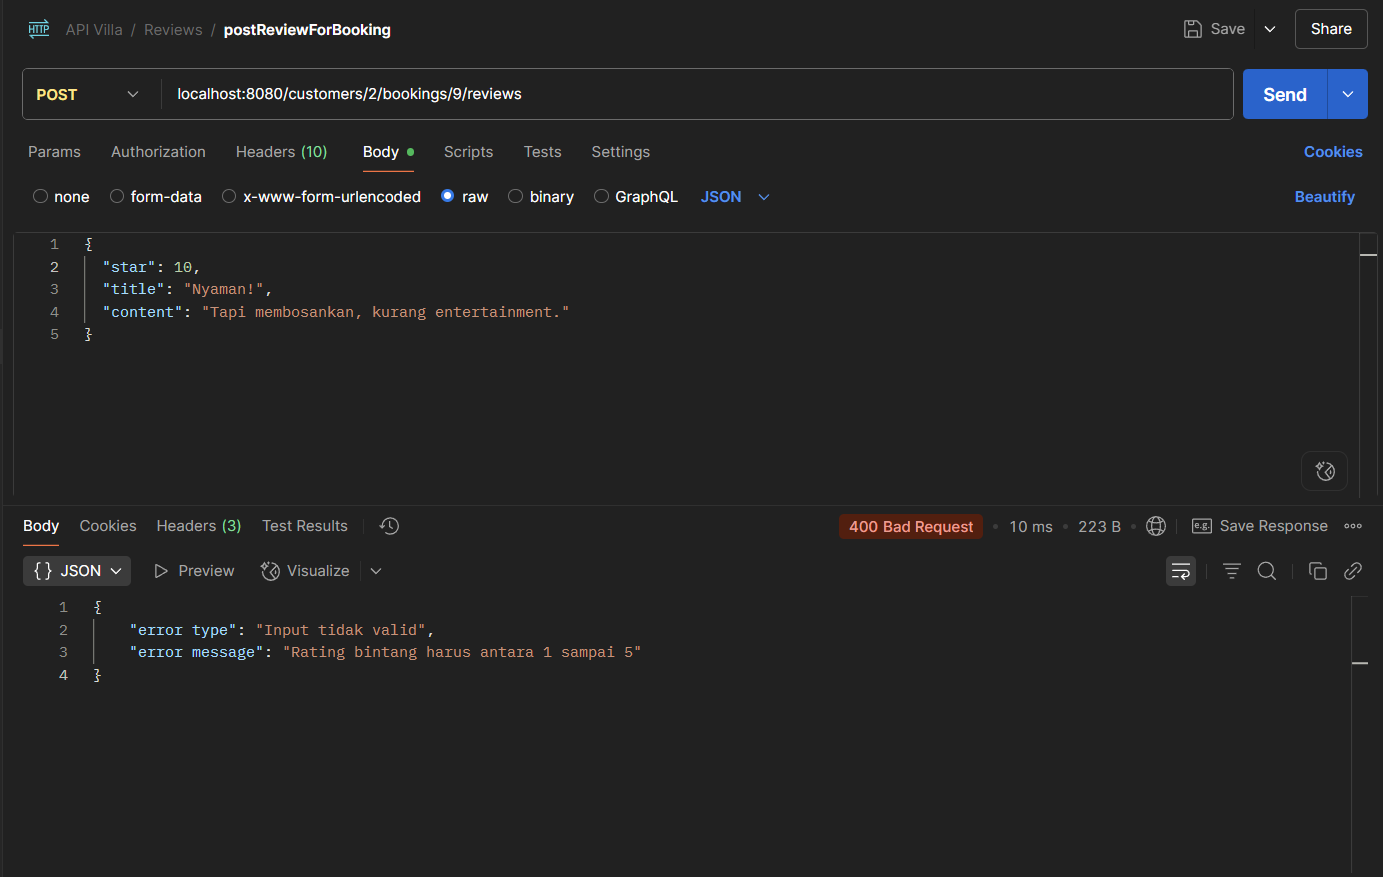 HTTP API Villa / Reviews / postReviewForBooking Save Share
POST localhost:8080/customers/2/bookings/9/reviews Send
Params Authorization Headers (10) Body Scripts Tests Settings Cookies
none form-data x-www-form-urlencoded raw binary GraphQL JSON Beautify
1 {
2 "star": 10,
3 "title": "Nyaman!",
4 "content": "Tapi membosankan, kurang entertainment."
5 }
Body Cookies Headers (3) Test Results 400 Bad Request • 10 ms • 223 B • e.g. Save Response
{} JSON Preview Visualize
1 {
2 "error type": "Input tidak valid",
3 "error message": "Rating bintang harus antara 1 sampai 5"
4 }